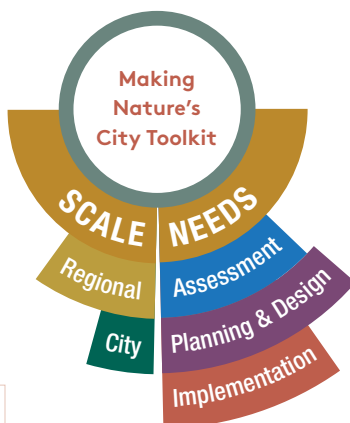 Making
Nature's
City Toolkit
SCALE
NEEDS
Regional
City
Assessment
Planning & Design
Implementation